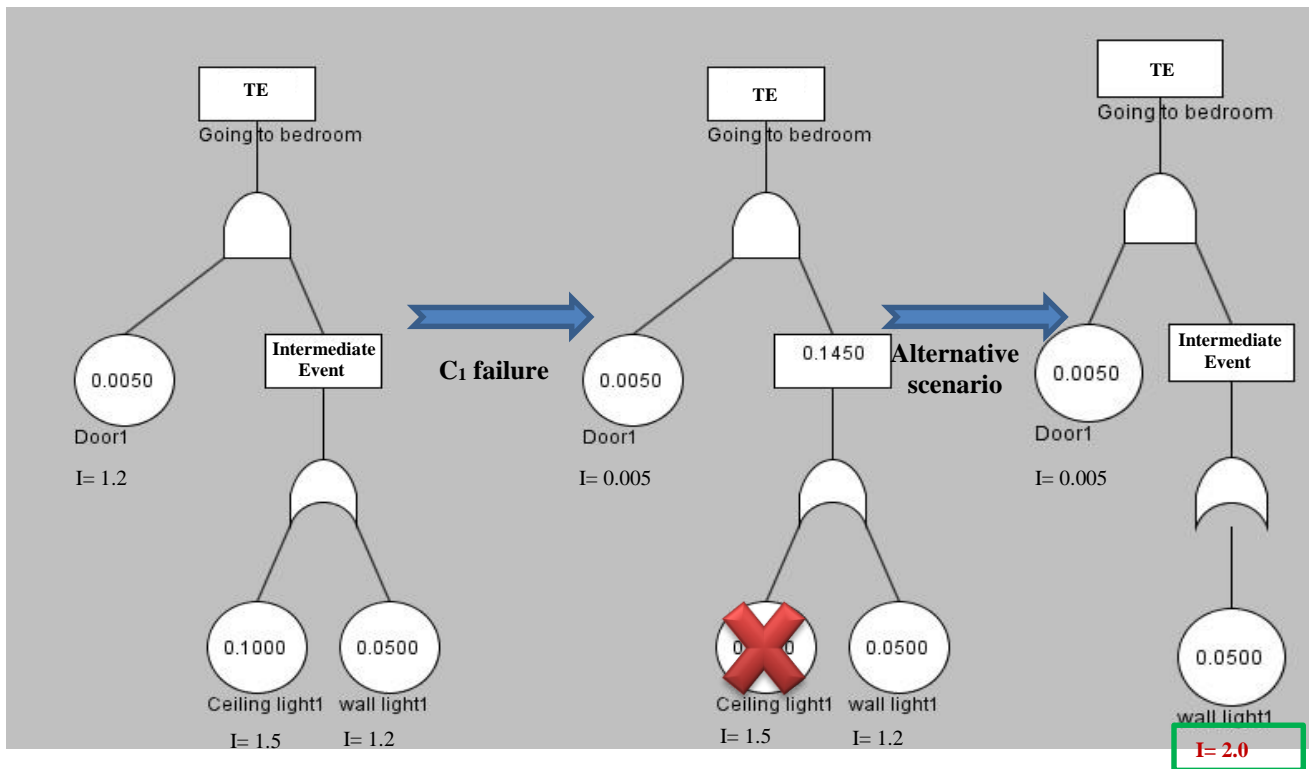 TE
Going to bedroom
0.0050
Door1
I= 1.2
Intermediate
Event
0.1000
Ceiling light1
I= 1.5
0.0500
wall light1
I= 1.2
C₁ failure
TE
Going to bedroom
0.0050
Door1
I= 0.005
0.1450
Ceiling light1
I= 1.5
0.0500
wall light1
I= 1.2
Alternative
scenario
TE
Going to bedroom
0.0050
Door1
I= 0.005
Intermediate
Event
0.0500
wall light1
I= 2.0